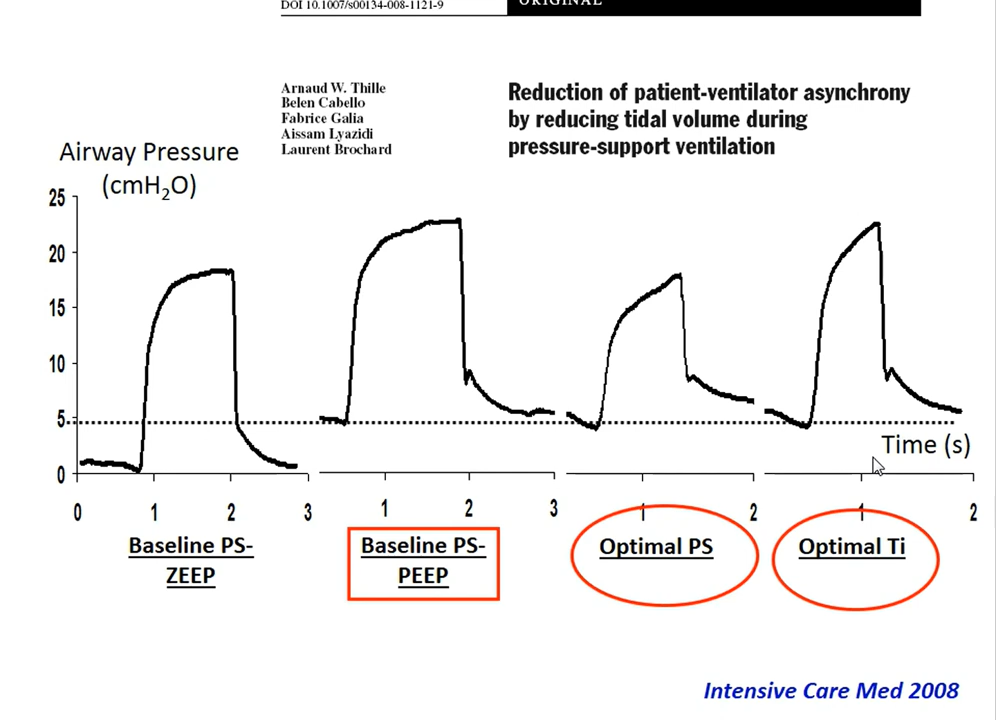 DOI 10.1007/s00134-008-1121-9
ORIGINAL
Arnaud W. Thille
Belen Cabello
Fabrice Galia
Aissam Lyazidi
Laurent Brochard
Reduction of patient-ventilator asynchrony
by reducing tidal volume during
pressure-support ventilation
Airway Pressure
(cmH₂O)
25
20
15
10
5
0
Time (s)
0 1 2 3 1 2 3 1 2 1 2
Baseline PS-
ZEEP
Baseline PS-
PEEP
Optimal PS
Optimal Ti
Intensive Care Med 2008